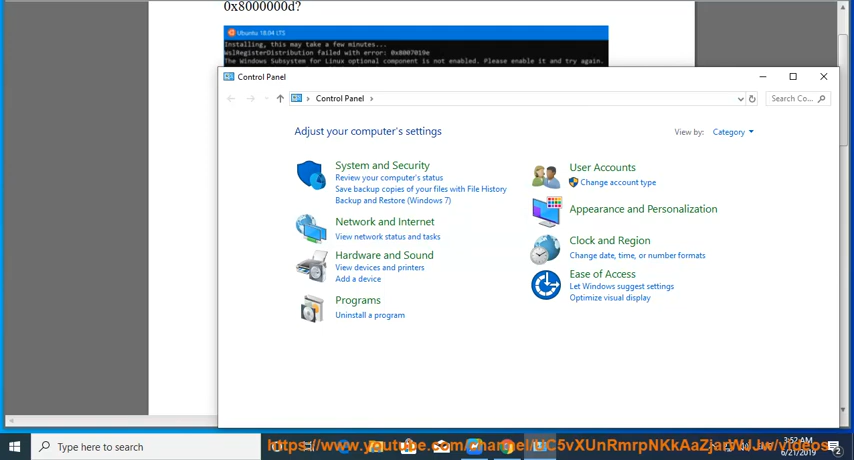 0x8000000d?
Ubuntu 18.04 LTS
Installing, this may take a few minutes...
WslRegisterDistribution failed with error: 0x8007019e
The Windows Subsystem for Linux optional component is not enabled. Please enable it and try again.
Control Panel
Control Panel
Search Co...
Adjust your computer's settings
View by: Category
System and Security
Review your computer's status
Save backup copies of your files with File History
Backup and Restore (Windows 7)
Network and Internet
View network status and tasks
Hardware and Sound
View devices and printers
Add a device
Programs
Uninstall a program
User Accounts
Change account type
Appearance and Personalization
Clock and Region
Change date, time, or number formats
Ease of Access
Let Windows suggest settings
Optimize visual display
Type here to search
https://www.youtube.com/channel/UC5vXUnRmrpNKkAaZjarWiJw/videos
3:52 AM
6/21/2019
2